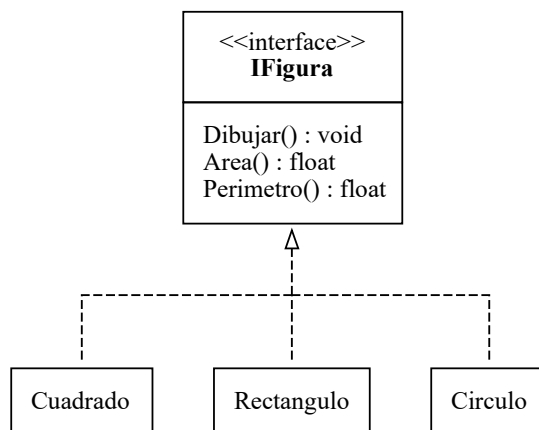 <<interface>>
IFigura
Dibujar() : void
Area() : float
Perimetro() : float
Cuadrado
Rectangulo
Circulo